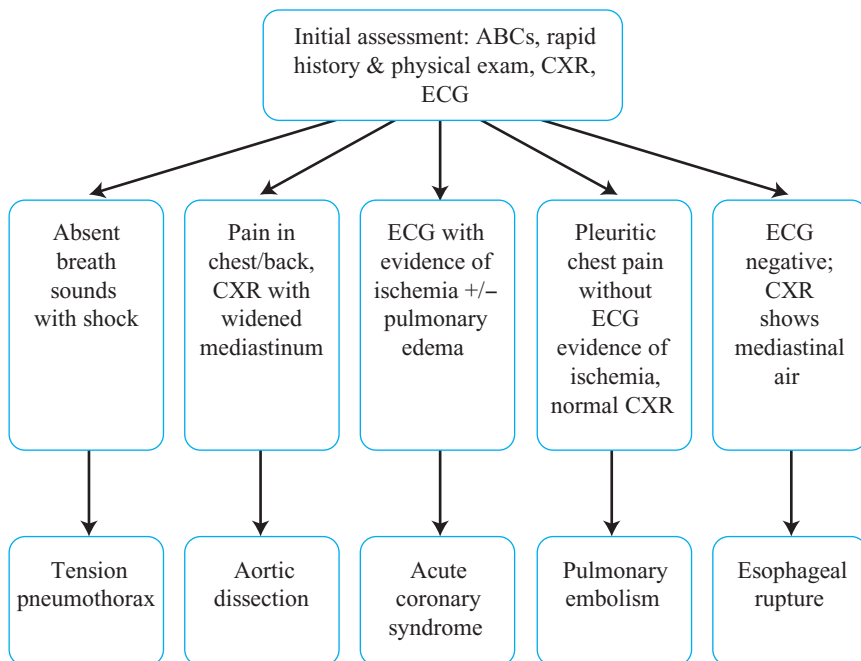 Initial assessment: ABCs, rapid
history & physical exam, CXR,
ECG
Absent
breath
sounds
with shock
Pain in
chest/back,
CXR with
widened
mediastinum
ECG with
evidence of
ischemia +/–
pulmonary
edema
Pleuritic
chest pain
without
ECG
evidence of
ischemia,
normal CXR
ECG
negative;
CXR
shows
mediastinal
air
Tension
pneumothorax
Aortic
dissection
Acute
coronary
syndrome
Pulmonary
embolism
Esophageal
rupture